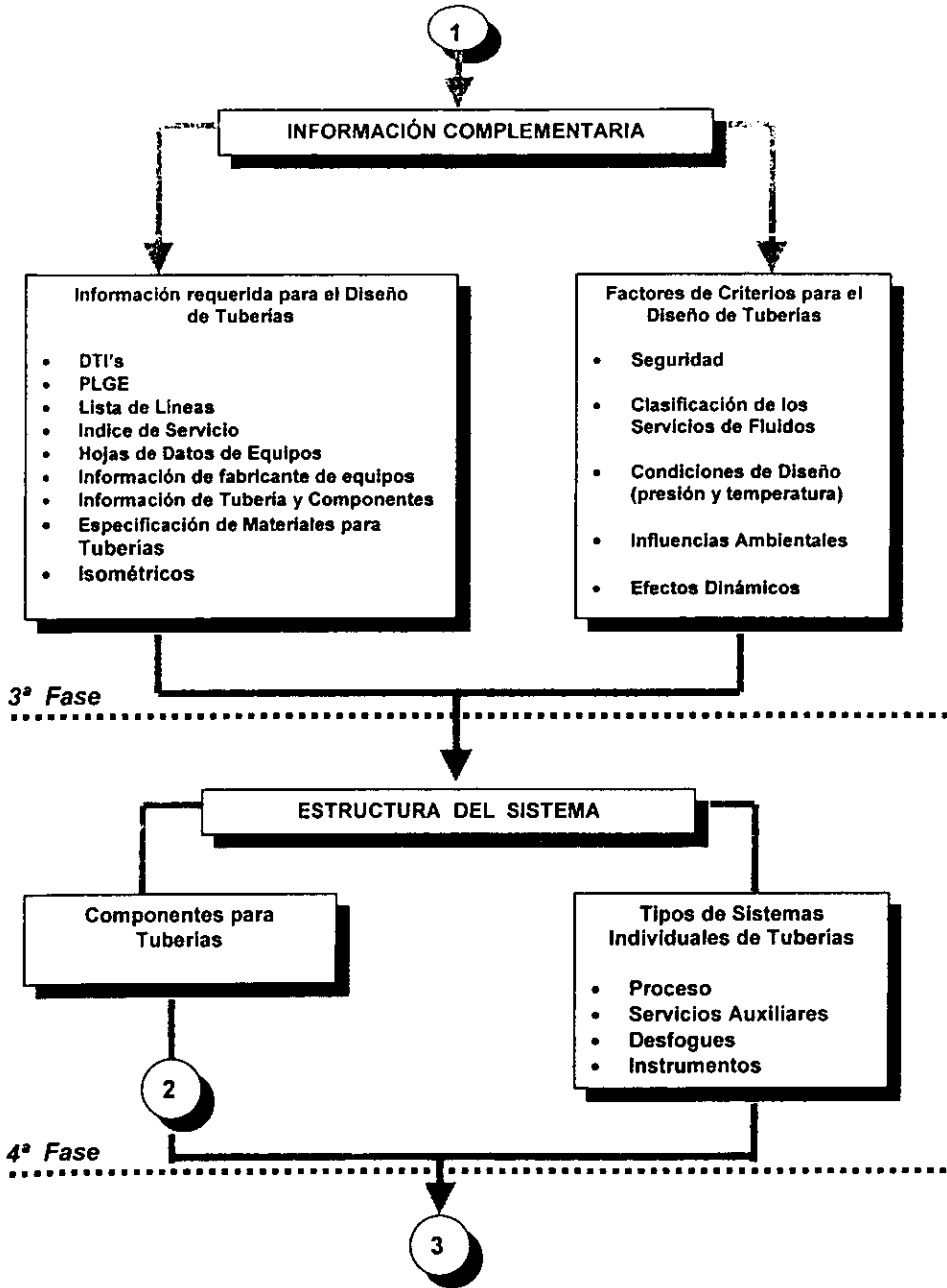 1
INFORMACIÓN COMPLEMENTARIA
Información requerida para el Diseño
de Tuberías
• DTI's
• PLGE
• Lista de Líneas
• Indice de Servicio
• Hojas de Datos de Equipos
• Información de fabricante de equipos
• Información de Tubería y Componentes
• Especificación de Materiales para
Tuberías
• Isométricos
Factores de Criterios para el
Diseño de Tuberías
• Seguridad
• Clasificación de los
Servicios de Fluidos
• Condiciones de Diseño
(presión y temperatura)
• Influencias Ambientales
• Efectos Dinámicos
3ª Fase
ESTRUCTURA DEL SISTEMA
Componentes para
Tuberías
Tipos de Sistemas
Individuales de Tuberías
• Proceso
• Servicios Auxiliares
• Desfogues
• Instrumentos
2
4ª Fase
3